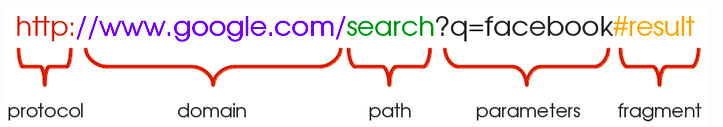 http://www.google.com/search?q=facebook#result
protocol domain path parameters fragment